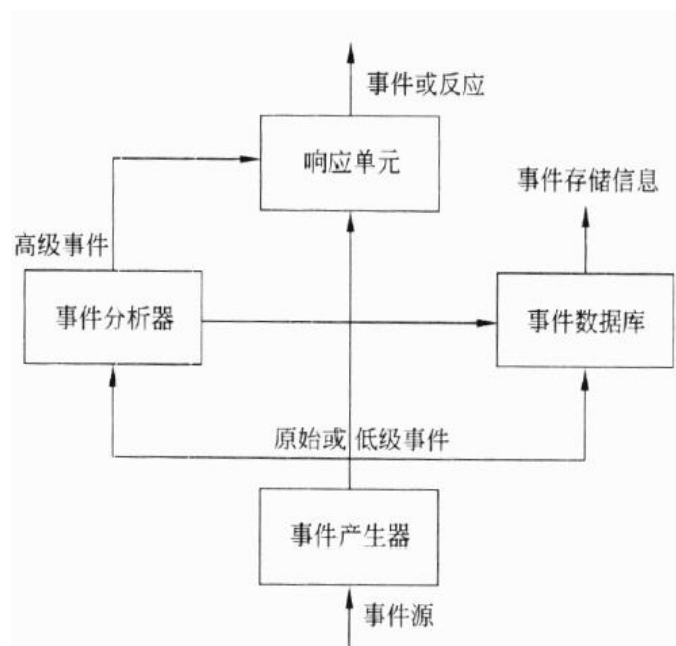 事件或反应
响应单元
事件存储信息
高级事件
事件分析器
事件数据库
原始或 低级事件
事件产生器
事件源